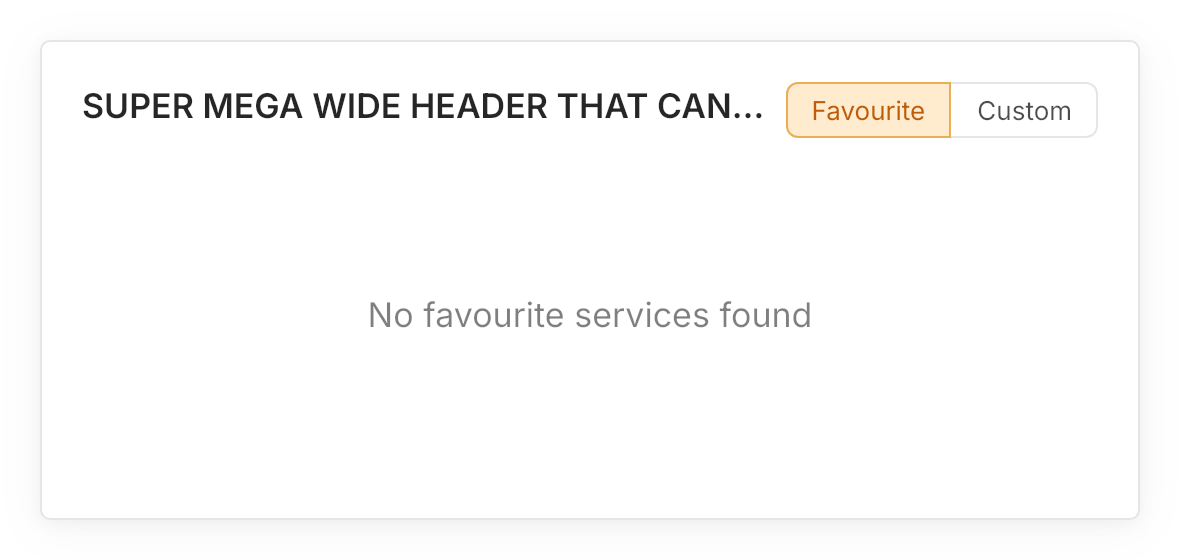 SUPER MEGA WIDE HEADER THAT CAN...
Favourite
Custom
No favourite services found